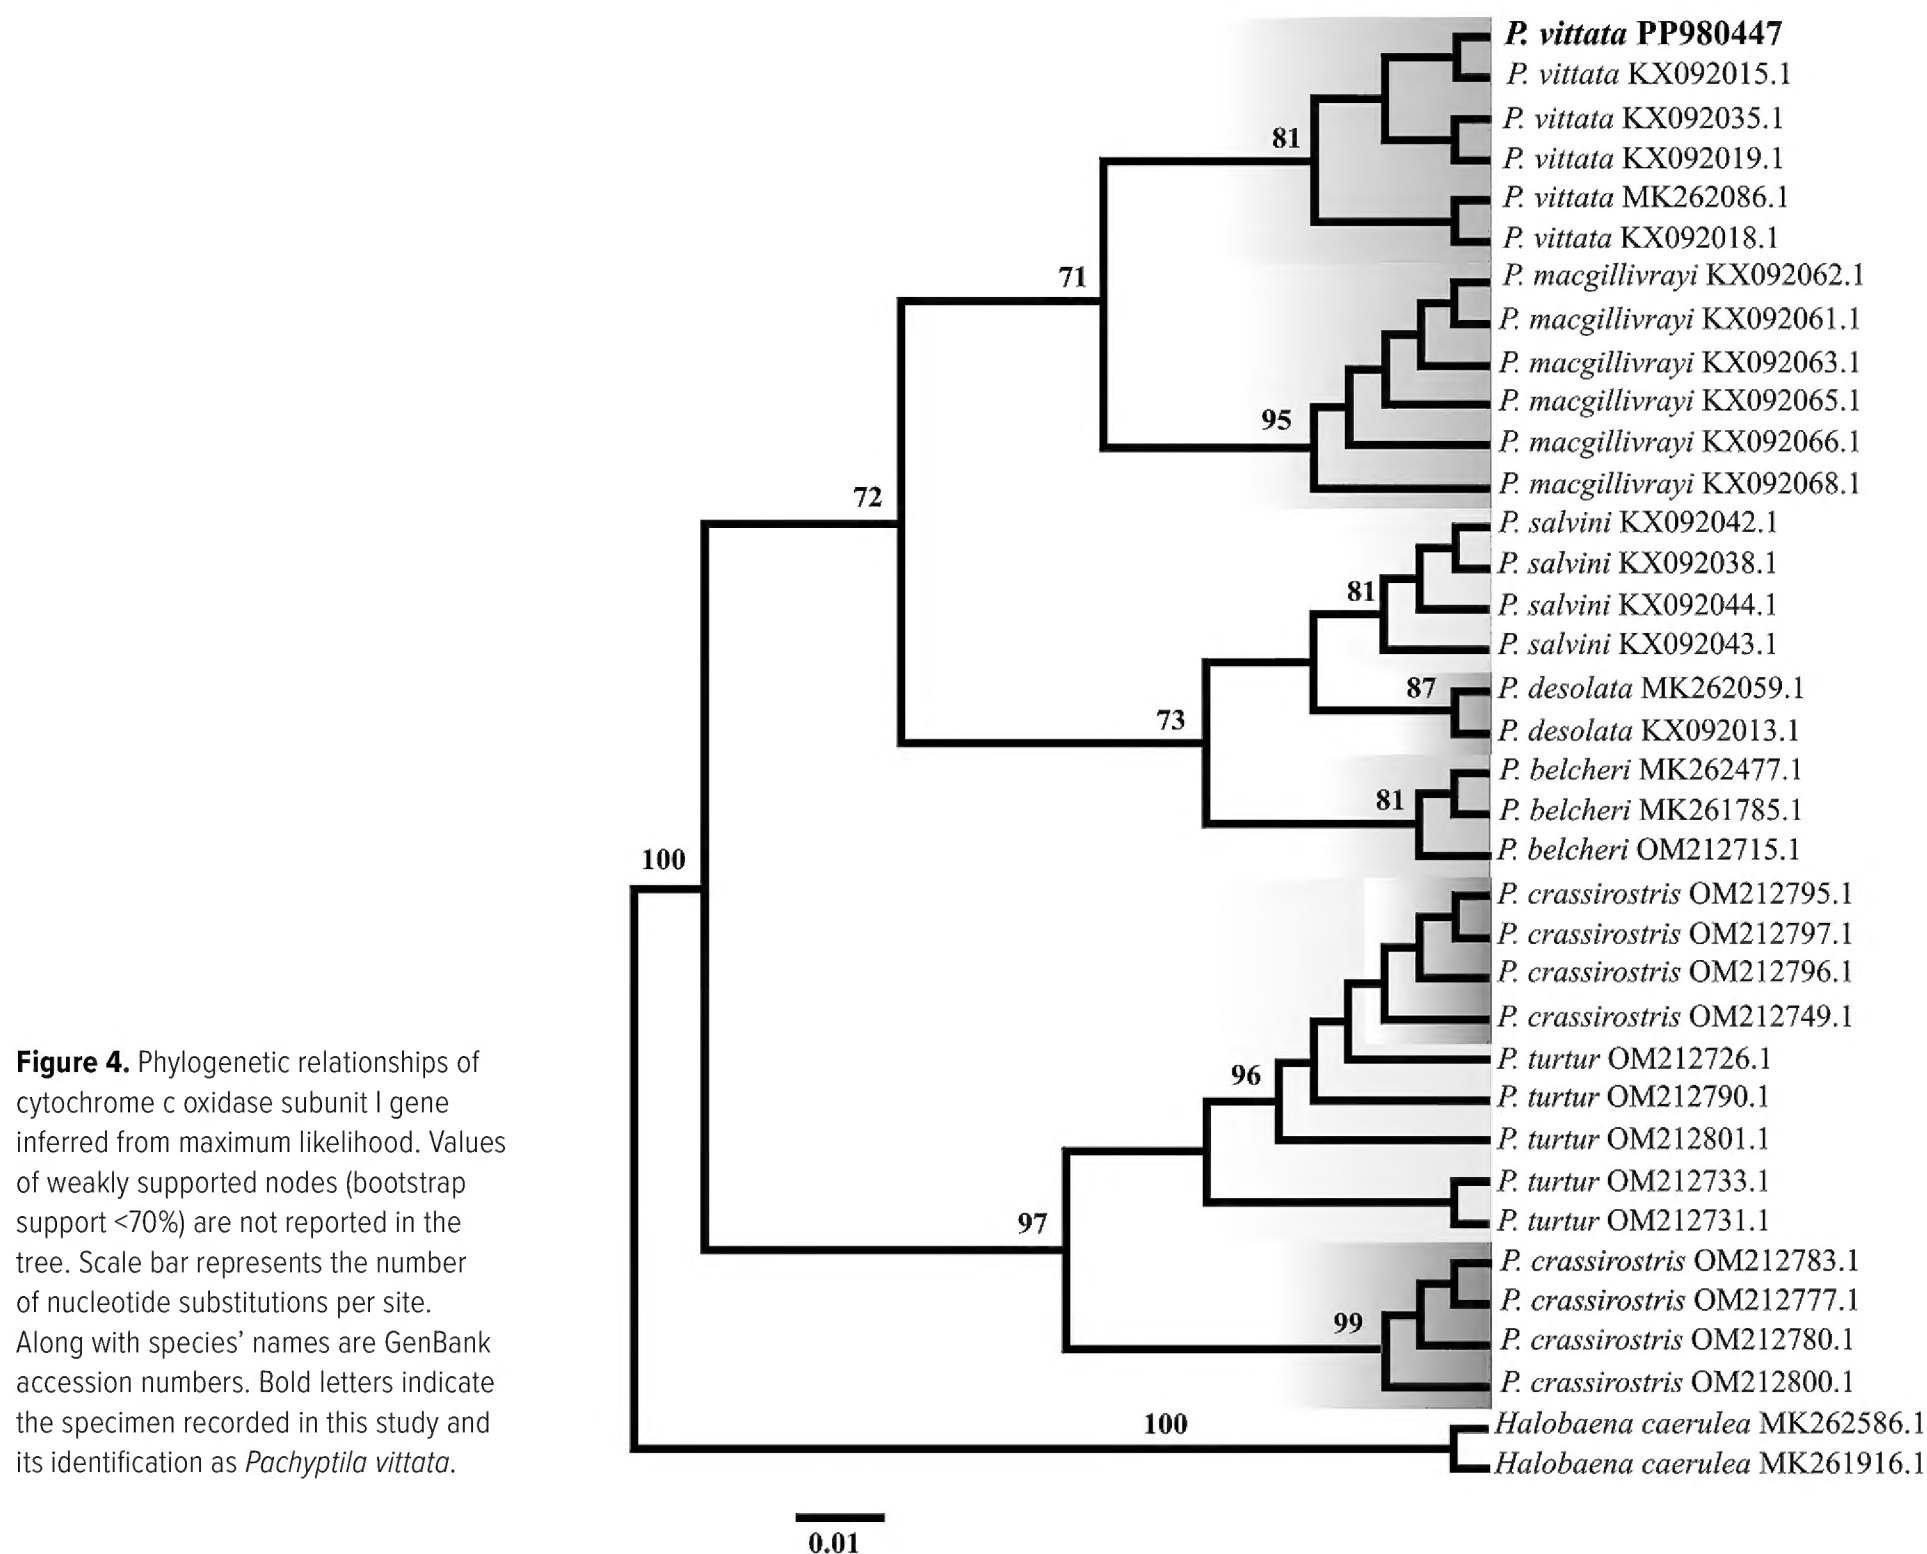 P. vittata PP980447
P. vittata KX092015.1
P. vittata KX092035.1
P. vittata KX092019.1
P. vittata MK262086.1
P. vittata KX092018.1
P. macgillivrayi KX092062.1
P. macgillivrayi KX092061.1
P. macgillivrayi KX092063.1
P. macgillivrayi KX092065.1
P. macgillivrayi KX092066.1
P. macgillivrayi KX092068.1
P. salvini KX092042.1
P. salvini KX092038.1
P. salvini KX092044.1
P. salvini KX092043.1
P. desolata MK262059.1
P. desolata KX092013.1
P. belcheri MK262477.1
P. belcheri MK261785.1
P. belcheri OM212715.1
P. crassirostris OM212795.1
P. crassirostris OM212797.1
P. crassirostris OM212796.1
P. crassirostris OM212749.1
P. turtur OM212726.1
P. turtur OM212790.1
P. turtur OM212801.1
P. turtur OM212733.1
P. turtur OM212731.1
P. crassirostris OM212783.1
P. crassirostris OM212777.1
P. crassirostris OM212780.1
P. crassirostris OM212800.1
Halobaena caerulea MK262586.1
Halobaena caerulea MK261916.1
81
71
95
72
81
87
73
81
100
96
97
99
100
0.01
Figure 4. Phylogenetic relationships of
cytochrome c oxidase subunit I gene
inferred from maximum likelihood. Values
of weakly supported nodes (bootstrap
support <70%) are not reported in the
tree. Scale bar represents the number
of nucleotide substitutions per site.
Along with species’ names are GenBank
accession numbers. Bold letters indicate
the specimen recorded in this study and
its identification as Pachyptila vittata.